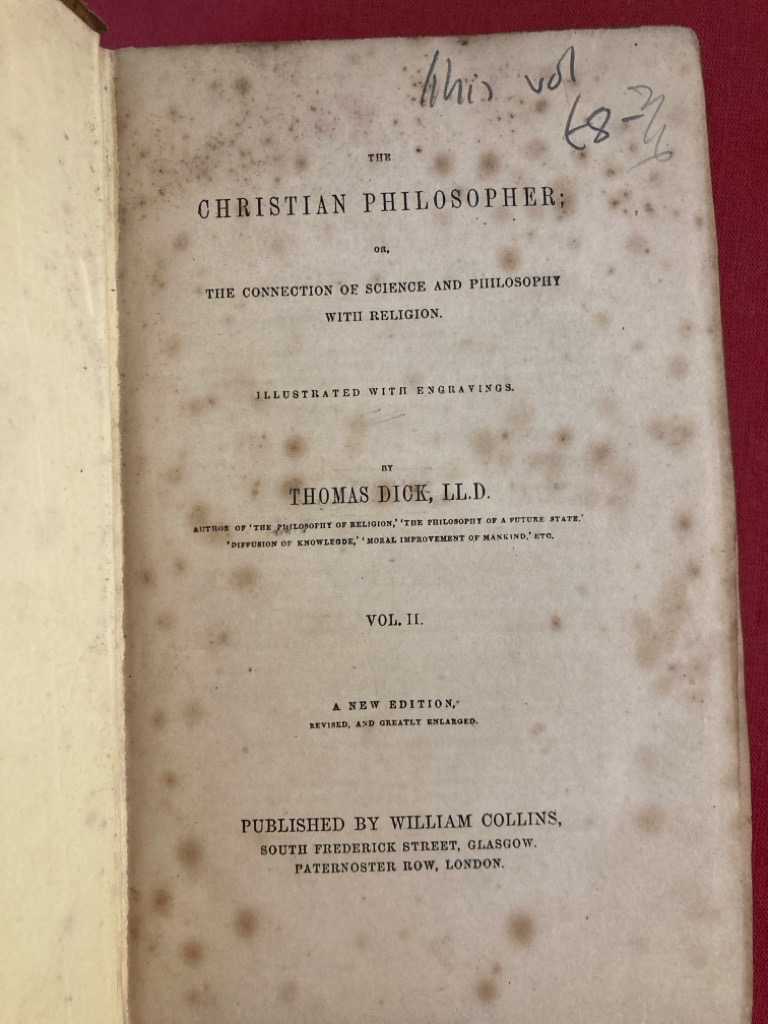 this vol
£8-
THE
CHRISTIAN PHILOSOPHER;
OR,
THE CONNECTION OF SCIENCE AND PHILOSOPHY
WITH RELIGION.
ILLUSTRATED WITH ENGRAVINGS.
BY
THOMAS DICK, LL.D.
AUTHOR OF 'THE PHILOSOPHY OF RELIGION,' 'THE PHILOSOPHY OF A FUTURE STATE,'
'DIFFUSION OF KNOWLEDGE,' 'MORAL IMPROVEMENT OF MANKIND,' ETC.
VOL. II.
A NEW EDITION,
REVISED, AND GREATLY ENLARGED.
PUBLISHED BY WILLIAM COLLINS,
SOUTH FREDERICK STREET, GLASGOW.
PATERNOSTER ROW, LONDON.